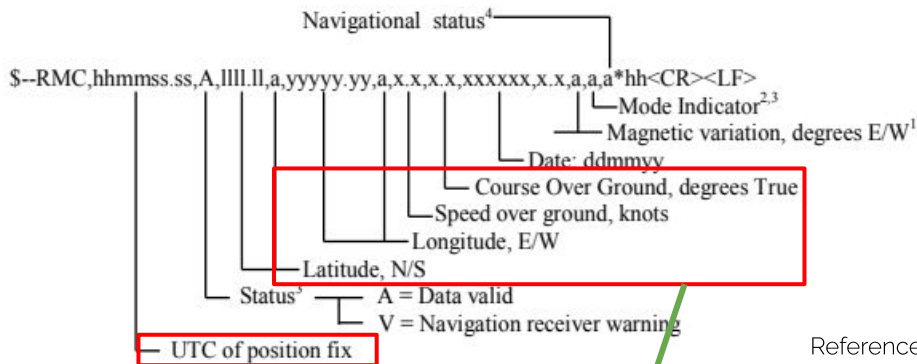 Navigational status4
$--RMC,hhmmss.ss,A,llll.ll,a,yyyyy.yy,a,x.x,x.x,xxxxxx,x.x,a,a,a*hh<CR><LF>
Mode Indicator2,3
Magnetic variation, degrees E/W1
Date: ddmmyy
Course Over Ground, degrees True
Speed over ground, knots
Longitude, E/W
Latitude, N/S
Status3 A = Data valid
V = Navigation receiver warning
UTC of position fix
Reference